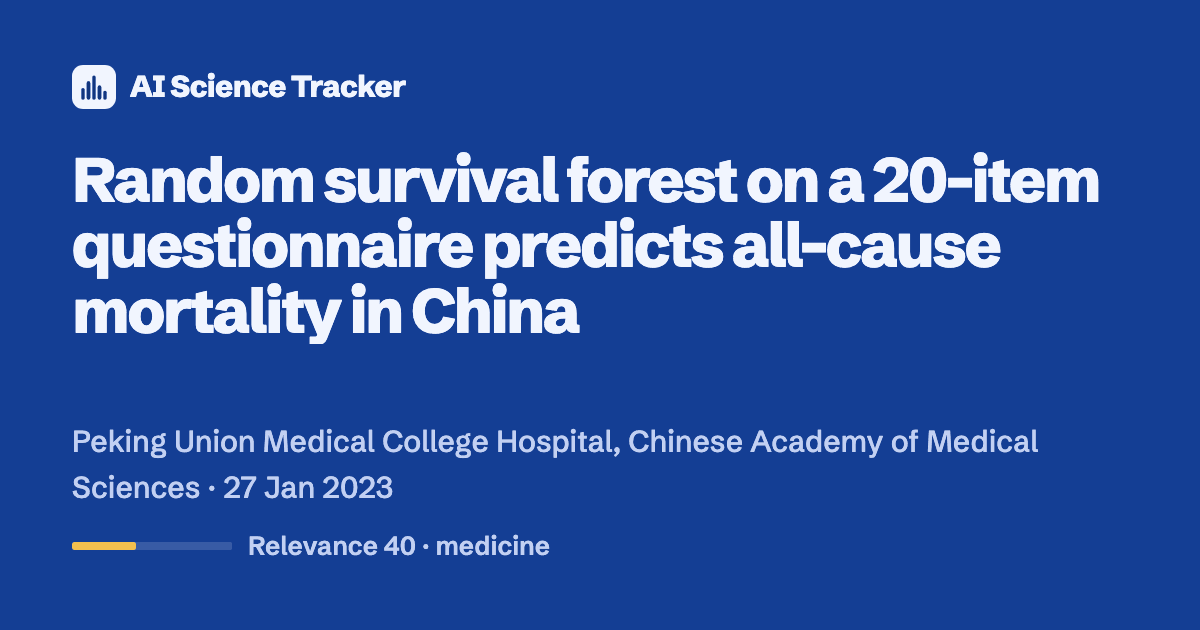 AI Science Tracker
Random survival forest on a 20-item
questionnaire predicts all-cause
mortality in China
Peking Union Medical College Hospital, Chinese Academy of Medical
Sciences · 27 Jan 2023
Relevance 40 · medicine